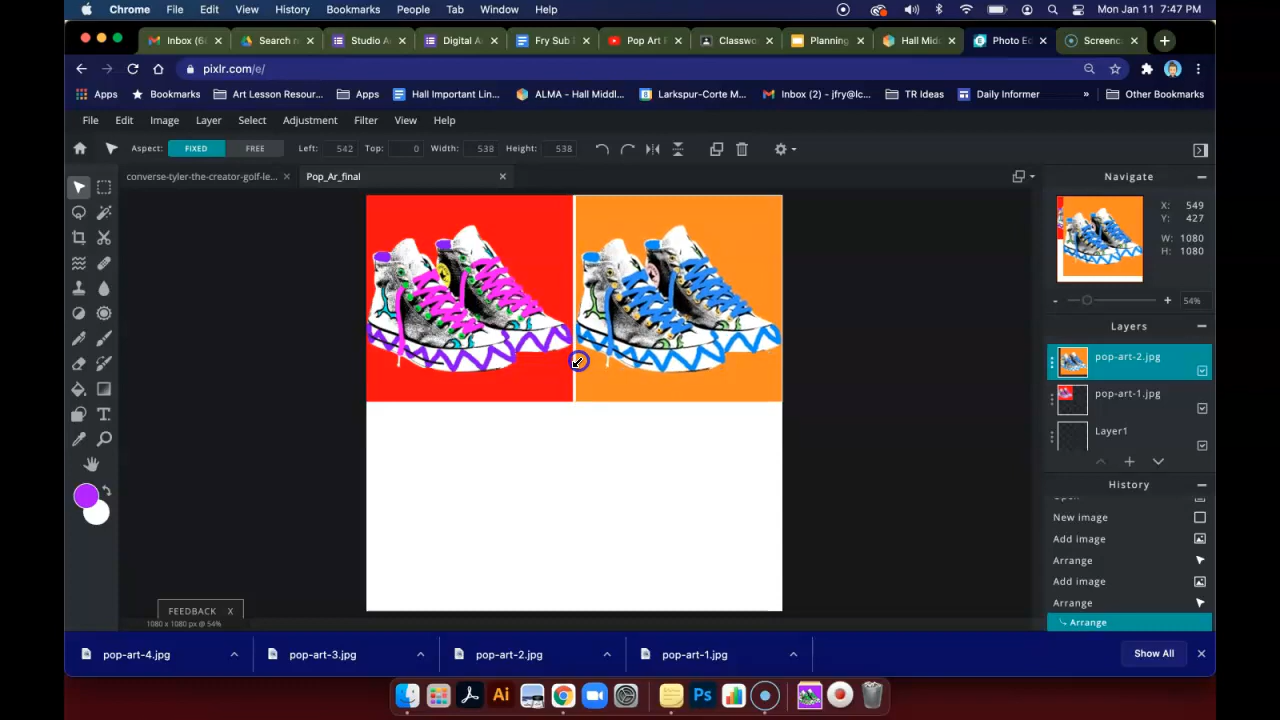 Chrome File Edit View History Bookmarks People Tab Window Help Mon Jan 11 7:47 PM
Inbox (6 Search r Studio A Digital A Fry Sub Pop Art Classwo Planning Hall Mid Photo Ed Screenc
pixlr.com/e/
Apps Bookmarks Art Lesson Resour... Apps Hall Important Lin... ALMA - Hall Middl... Larkspur-Corte M... Inbox (2) - jfry@lc... TR Ideas Daily Informer » Other Bookmarks
File Edit Image Layer Select Adjustment Filter View Help
Aspect: FIXED FREE Left: 542 Top: 0 Width: 538 Height: 538
converse-tyler-the-creator-golf-le... Pop_Ar_final Navigate
X: 549
Y: 427
W: 1080
H: 1080
54%
Layers
pop-art-2.jpg
pop-art-1.jpg
Layer1
History
Open
New image
Add image
Arrange
Add image
Arrange
Arrange
FEEDBACK X
1080 x 1080 px @ 54%
pop-art-4.jpg pop-art-3.jpg pop-art-2.jpg pop-art-1.jpg Show All
Ai Ps